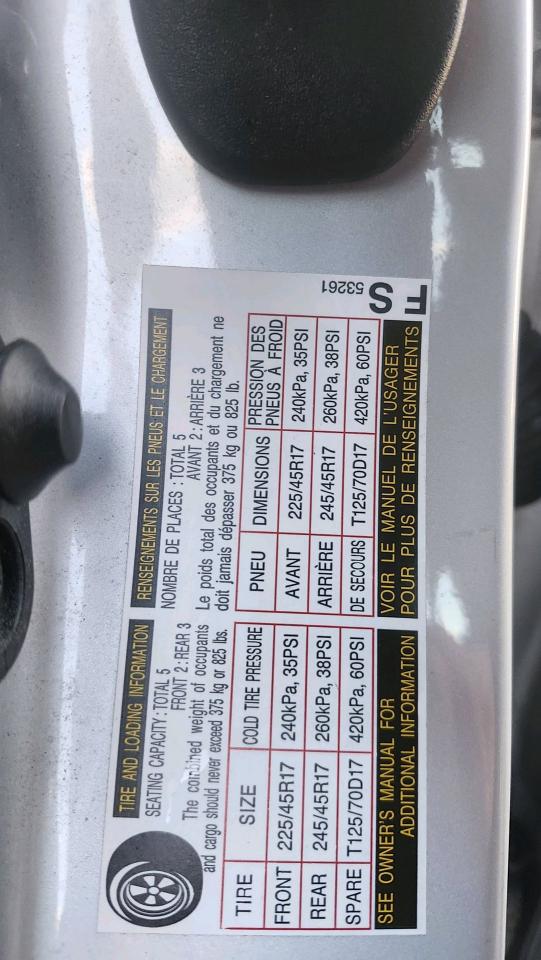 TIRE AND LOADING INFORMATION
SEATING CAPACITY : TOTAL 5
FRONT 2 : REAR 3
The combined weight of occupants
and cargo should never exceed 375 kg or 825 lbs.
TIRE SIZE COLD TIRE PRESSURE
FRONT 225/45R17 240kPa, 35PSI
REAR 245/45R17 260kPa, 38PSI
SPARE T125/70D17 420kPa, 60PSI
SEE OWNER'S MANUAL FOR
ADDITIONAL INFORMATION
RENSEIGNEMENTS SUR LES PNEUS ET LE CHARGEMENT
NOMBRE DE PLACES : TOTAL 5
AVANT 2 : ARRIÈRE 3
Le poids total des occupants et du chargement ne
doit jamais dépasser 375 kg ou 825 lb.
PNEU DIMENSIONS PRESSION DES
PNEUS À FROID
AVANT 225/45R17 240kPa, 35PSI
ARRIÈRE 245/45R17 260kPa, 38PSI
DE SECOURS T125/70D17 420kPa, 60PSI
VOIR LE MANUEL DE L'USAGER
POUR PLUS DE RENSEIGNEMENTS
53261
FS